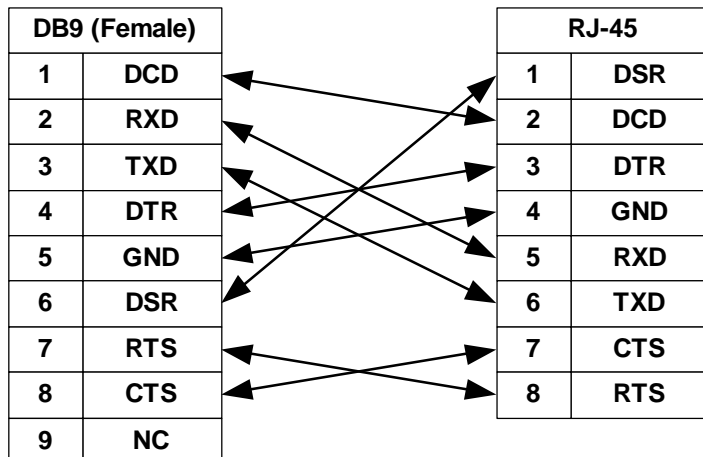 DB9 (Female) RJ-45
1 DCD 1 DSR
2 RXD 2 DCD
3 TXD 3 DTR
4 DTR 4 GND
5 GND 5 RXD
6 DSR 6 TXD
7 RTS 7 CTS
8 CTS 8 RTS
9 NC